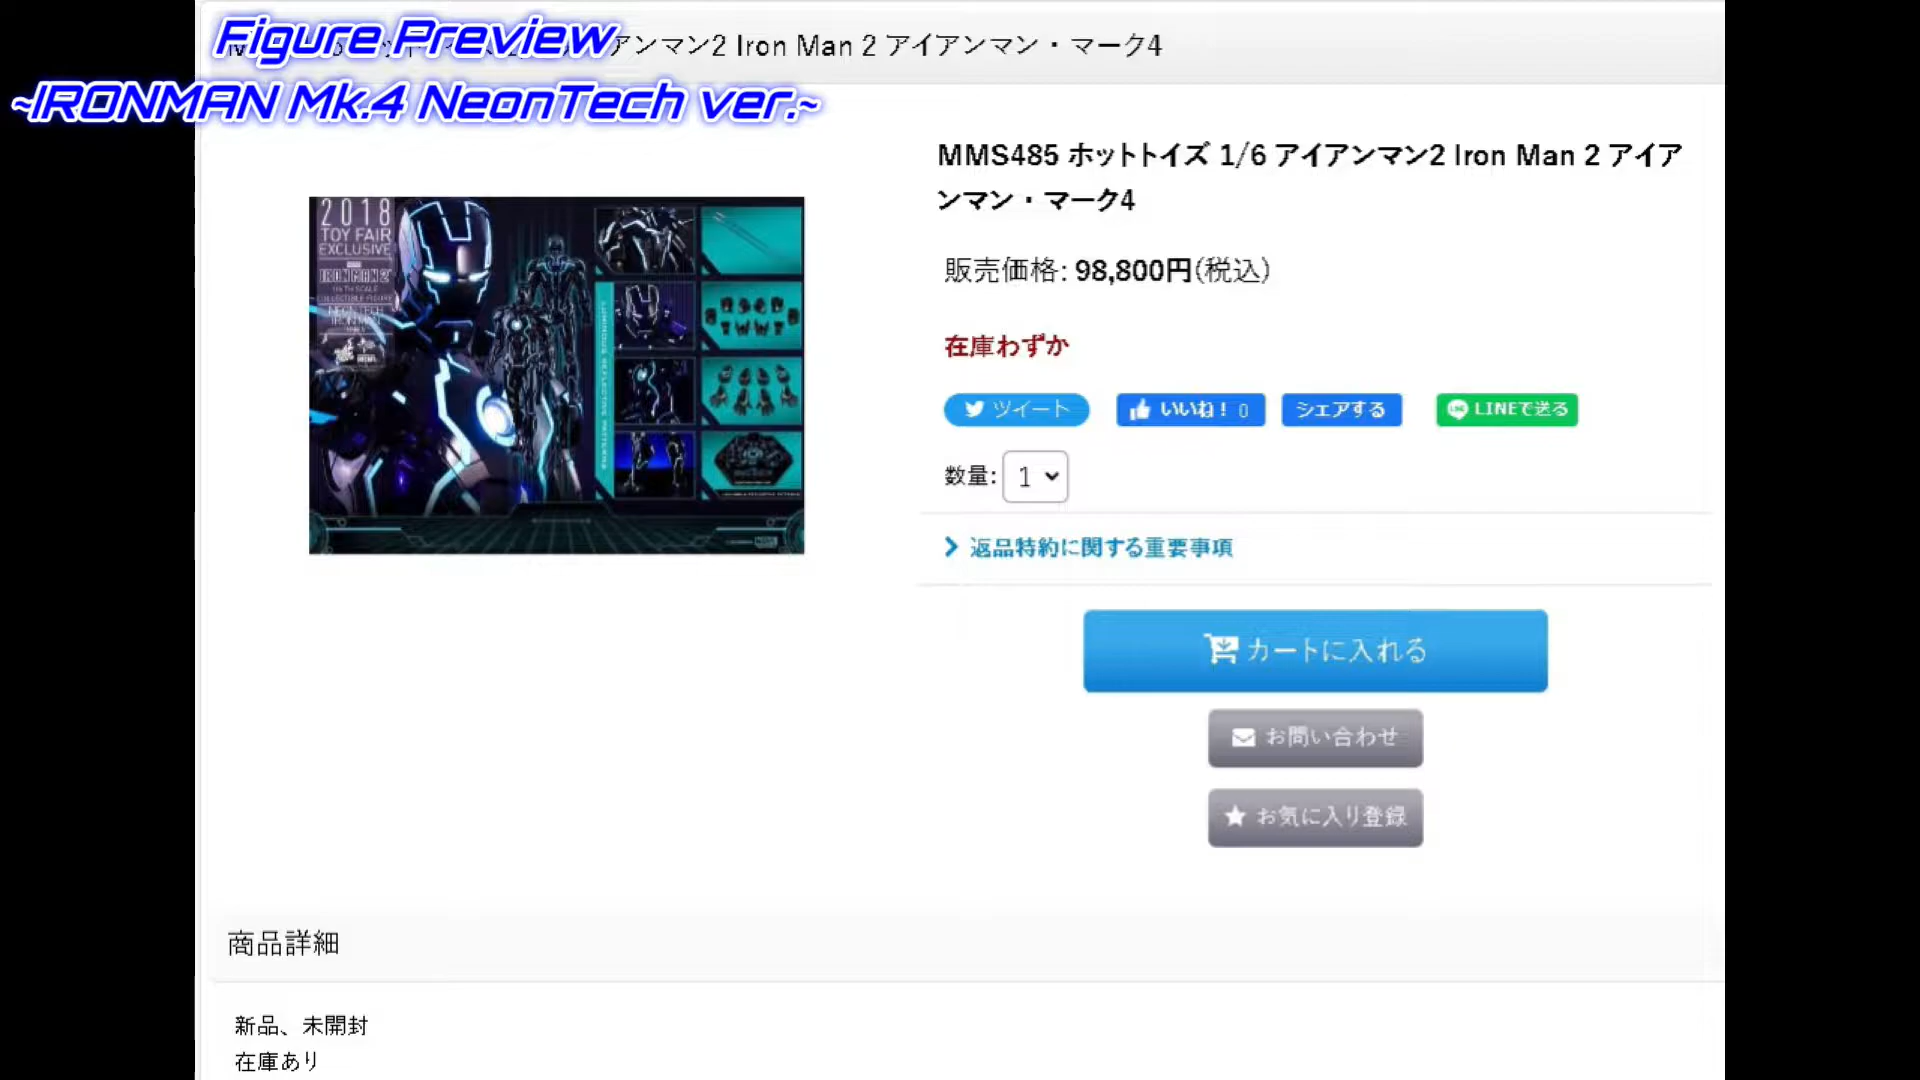 Figure Preview
アンマン2 Iron Man 2 アイアンマン・マーク4
~IRONMAN Mk.4 NeonTech ver.~
2018
TOY FAIR
EXCLUSIVE
IRON MAN 2
MMS485 ホットトイズ 1/6 アイアンマン2 Iron Man 2 アイア
ンマン・マーク4
販売価格: 98,800円(税込)
在庫わずか
ツイート
いいね! 0
シェアする
LINEで送る
数量: 1
返品特約に関する重要事項
カートに入れる
お問い合わせ
お気に入り登録
商品詳細
新品、未開封
在庫あり